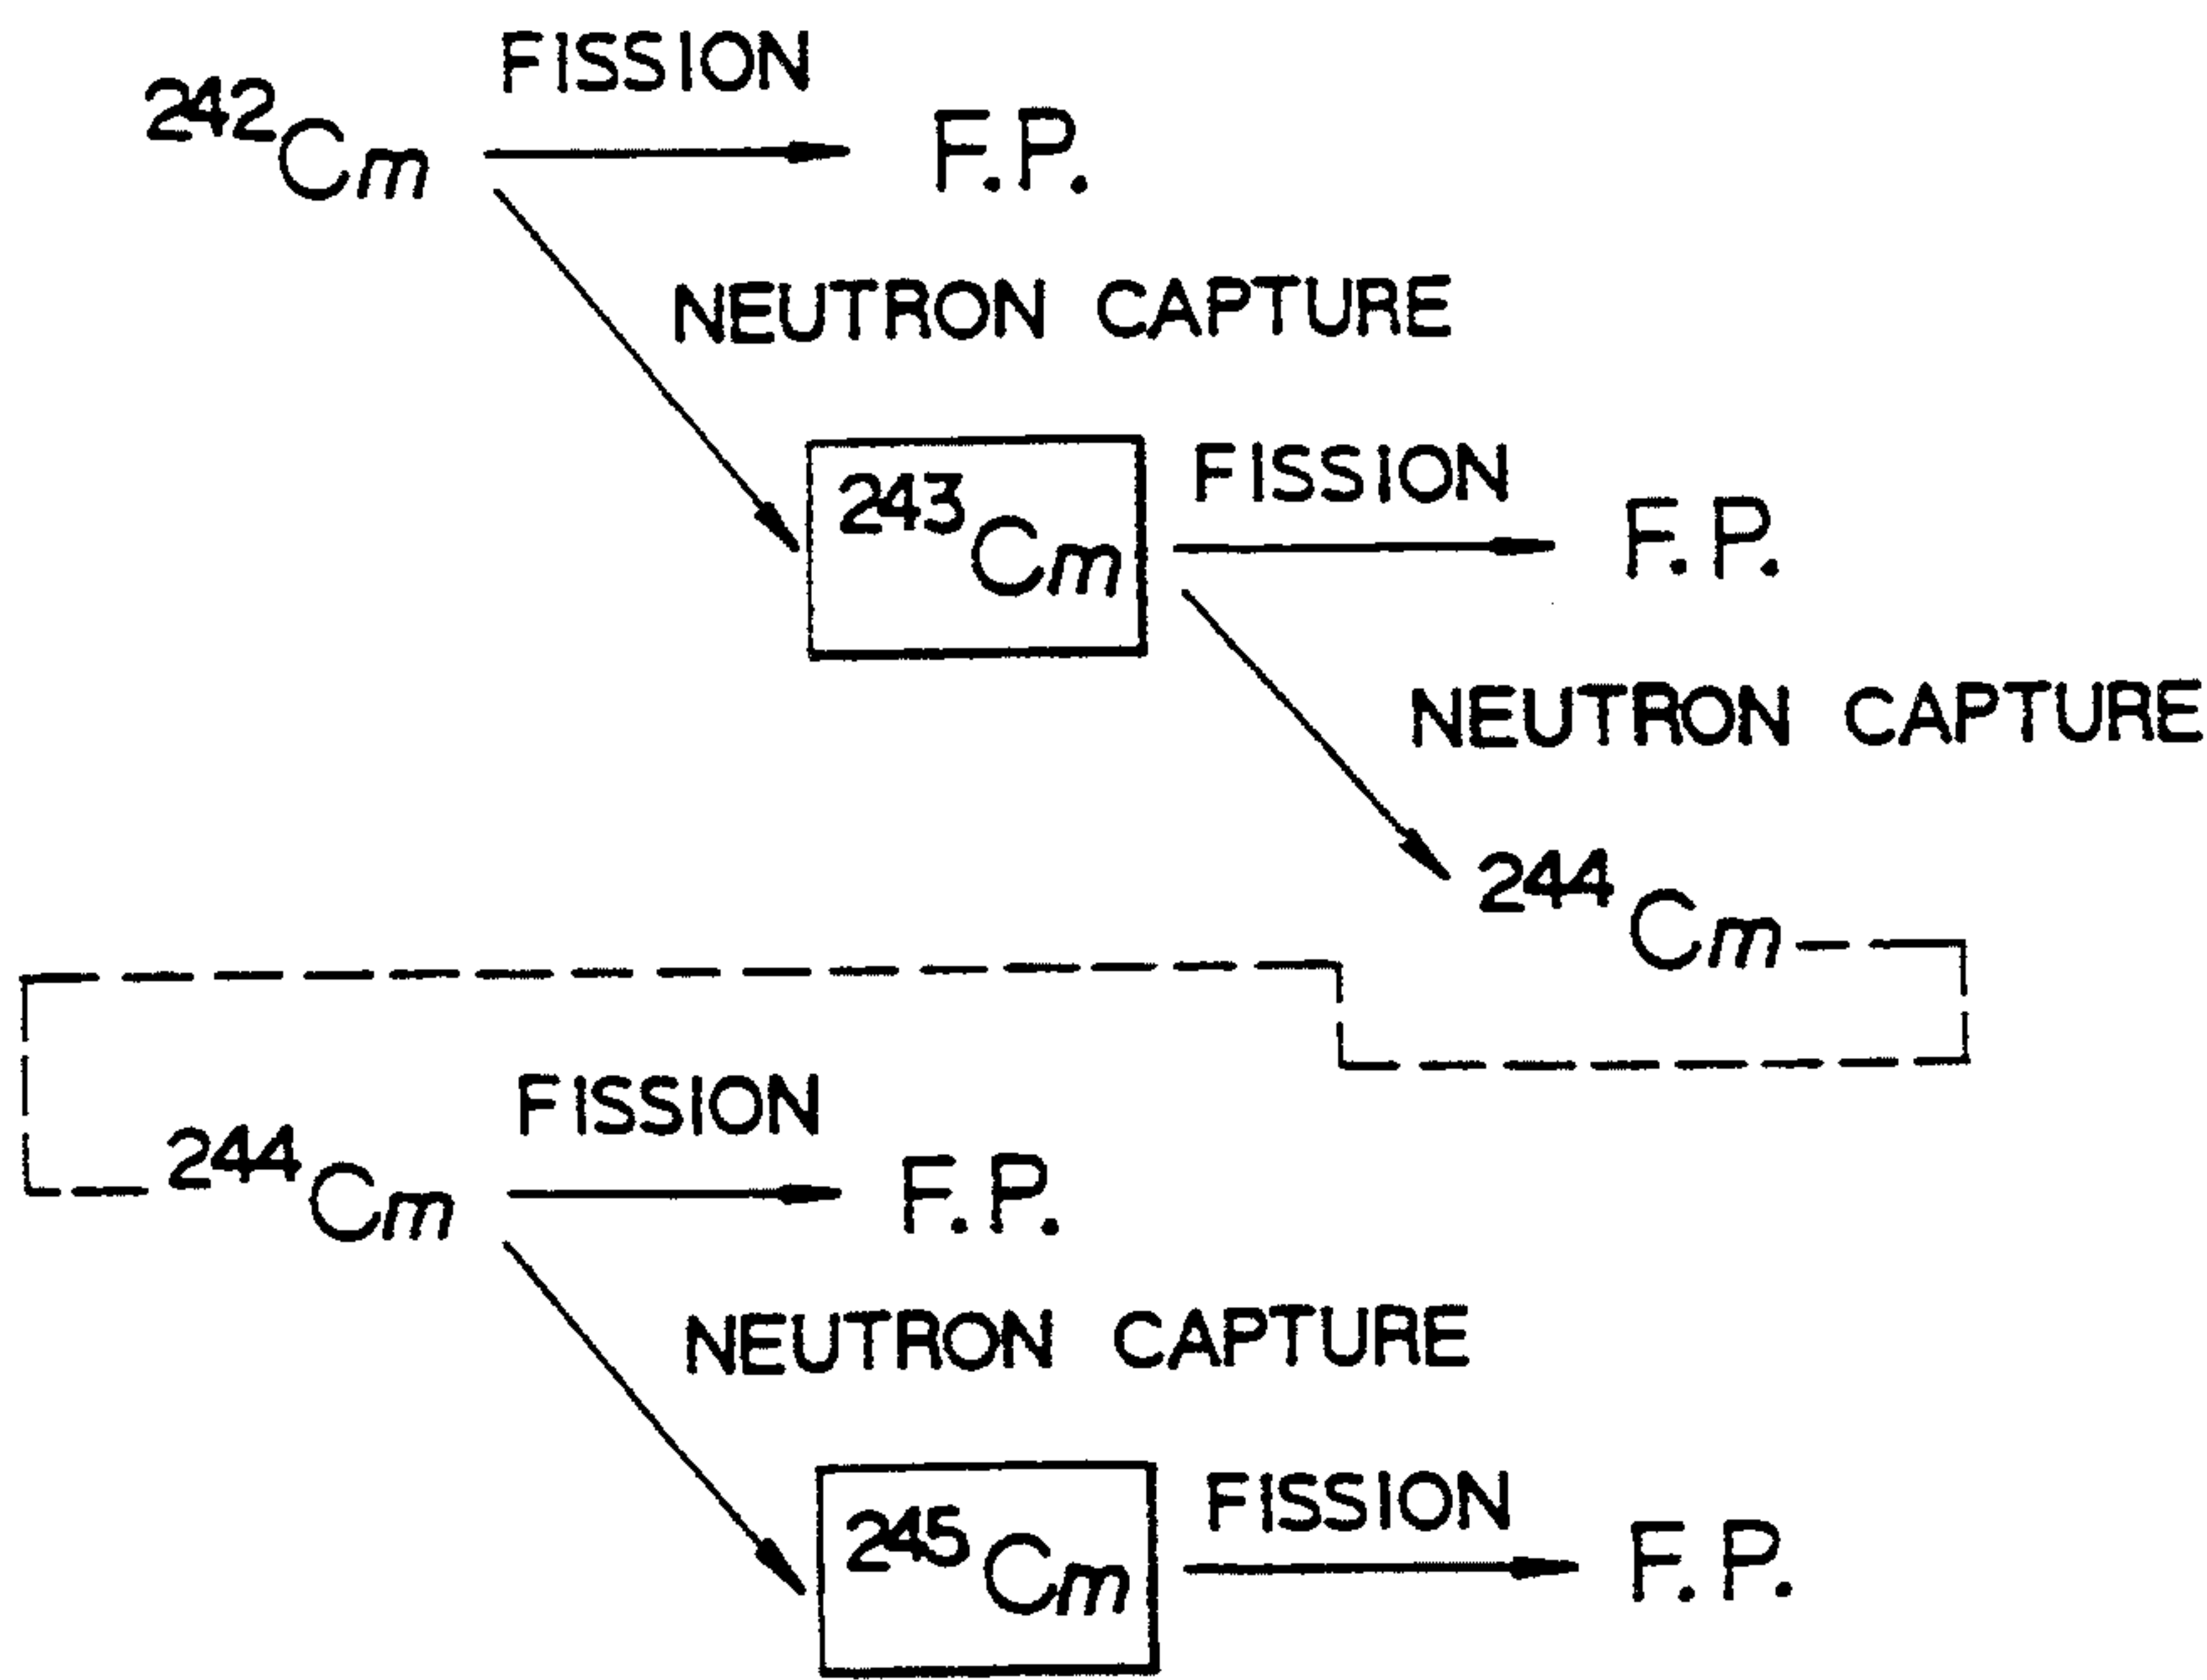 FISSION
²⁴²Cm F.P.
NEUTRON CAPTURE
FISSION
²⁴³Cm F.P.
NEUTRON CAPTURE
²⁴⁴Cm
FISSION
²⁴⁴Cm F.P.
NEUTRON CAPTURE
FISSION
²⁴⁵Cm F.P.